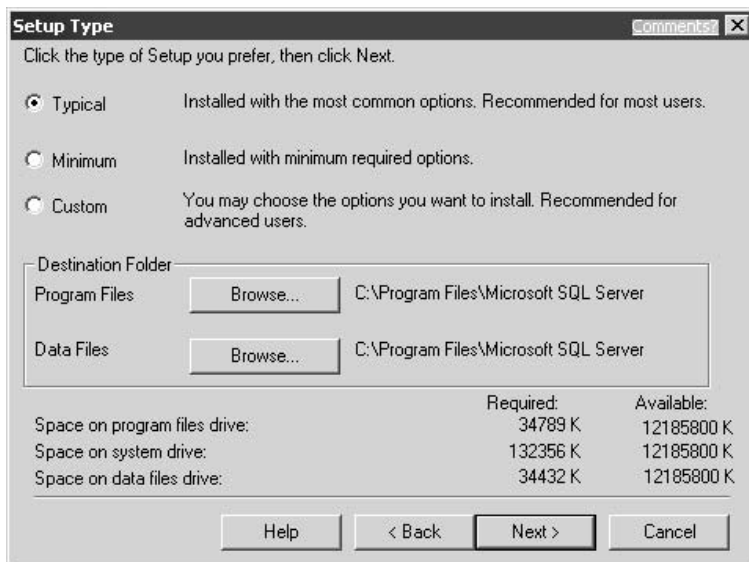 Setup Type Comments?
Click the type of Setup you prefer, then click Next.
Typical Installed with the most common options. Recommended for most users.
Minimum Installed with minimum required options.
Custom You may choose the options you want to install. Recommended for
advanced users.
Destination Folder
Program Files Browse... C:\Program Files\Microsoft SQL Server
Data Files Browse... C:\Program Files\Microsoft SQL Server
Required: Available:
Space on program files drive: 34789 K 12185800 K
Space on system drive: 132356 K 12185800 K
Space on data files drive: 34432 K 12185800 K
Help < Back Next > Cancel